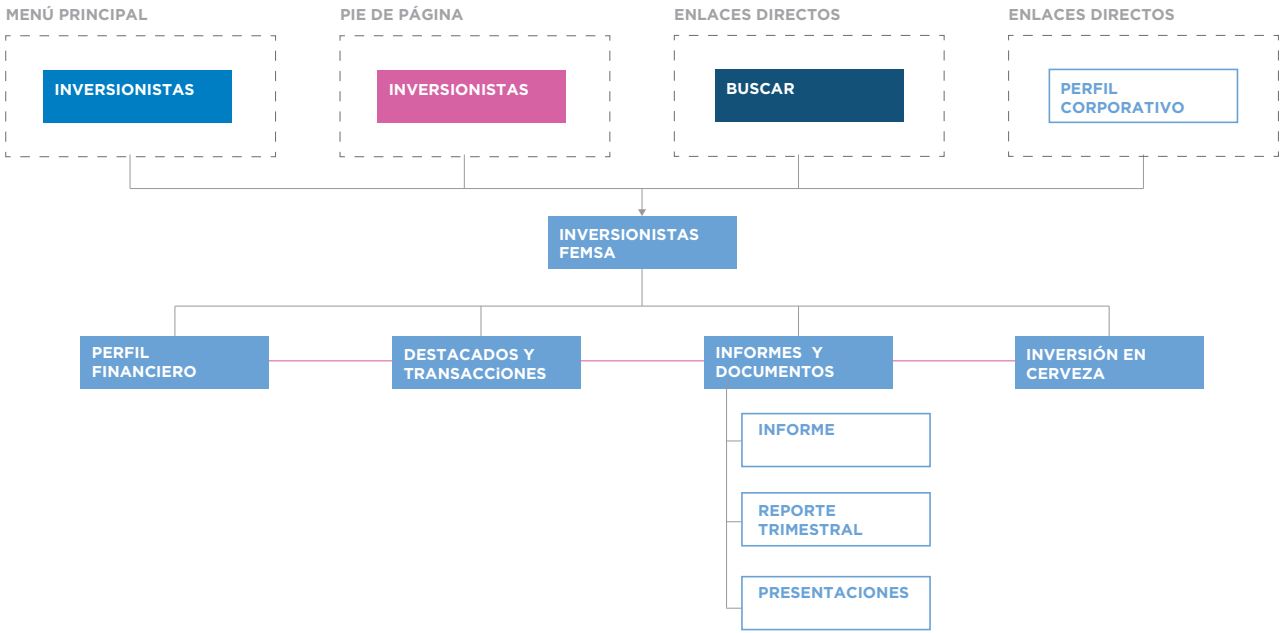 MENÚ PRINCIPAL
PIE DE PÁGINA
ENLACES DIRECTOS
ENLACES DIRECTOS
INVERSIONISTAS
INVERSIONISTAS
BUSCAR
PERFIL
CORPORATIVO
INVERSIONISTAS
FEMSA
PERFIL
FINANCIERO
DESTACADOS Y
TRANSACCiONES
INFORMES Y
DOCUMENTOS
INVERSIÓN EN
CERVEZA
INFORME
REPORTE
TRIMESTRAL
PRESENTACIONES